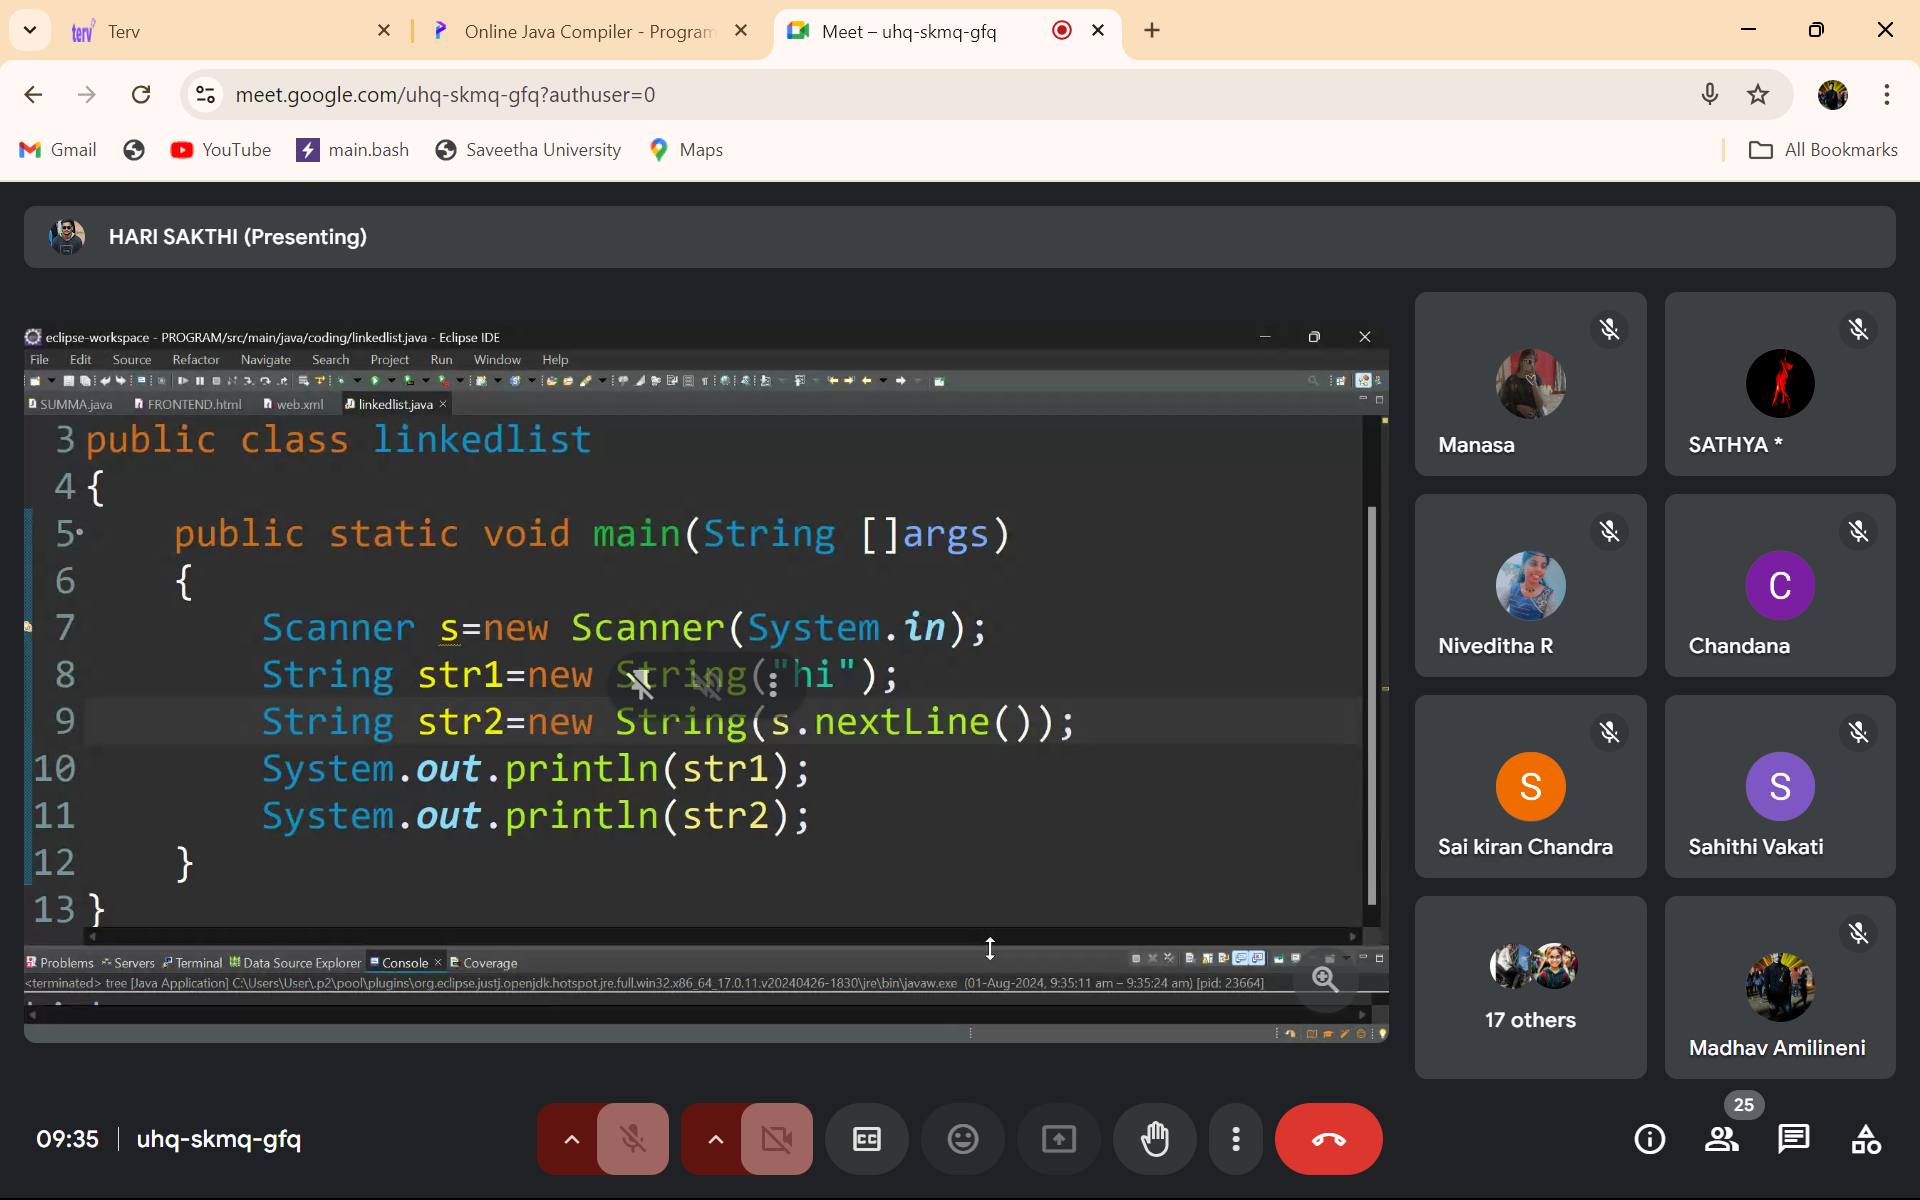 Terv
Online Java Compiler - Program
Meet – uhq-skmq-gfq
meet.google.com/uhq-skmq-gfq?authuser=0
Gmail
YouTube
main.bash
Saveetha University
Maps
All Bookmarks
HARI SAKTHI (Presenting)
eclipse-workspace - PROGRAM/src/main/java/coding/linkedlist.java - Eclipse IDE
File Edit Source Refactor Navigate Search Project Run Window Help
SUMMA.java FRONTEND.html web.xml linkedlist.java
3 public class linkedlist
4 {
5 public static void main(String []args)
6 {
7 Scanner s=new Scanner(System.in);
8 String str1=new String("hi");
9 String str2=new String(s.nextLine());
10 System.out.println(str1);
11 System.out.println(str2);
12 }
13 }
Problems Servers Terminal Data Source Explorer Console Coverage
<terminated> tree [Java Application] C:\Users\User\.p2\pool\plugins\org.eclipse.justj.openjdk.hotspot.jre.full.win32.x86_64_17.0.11.v20240426-1830\jre\bin\javaw.exe (01-Aug-2024, 9:35:11 am – 9:35:24 am) [pid: 23664]
Manasa
SATHYA *
Niveditha R
C
Chandana
S
Sai kiran Chandra
S
Sahithi Vakati
17 others
Madhav Amilineni
09:35
uhq-skmq-gfq
CC
25